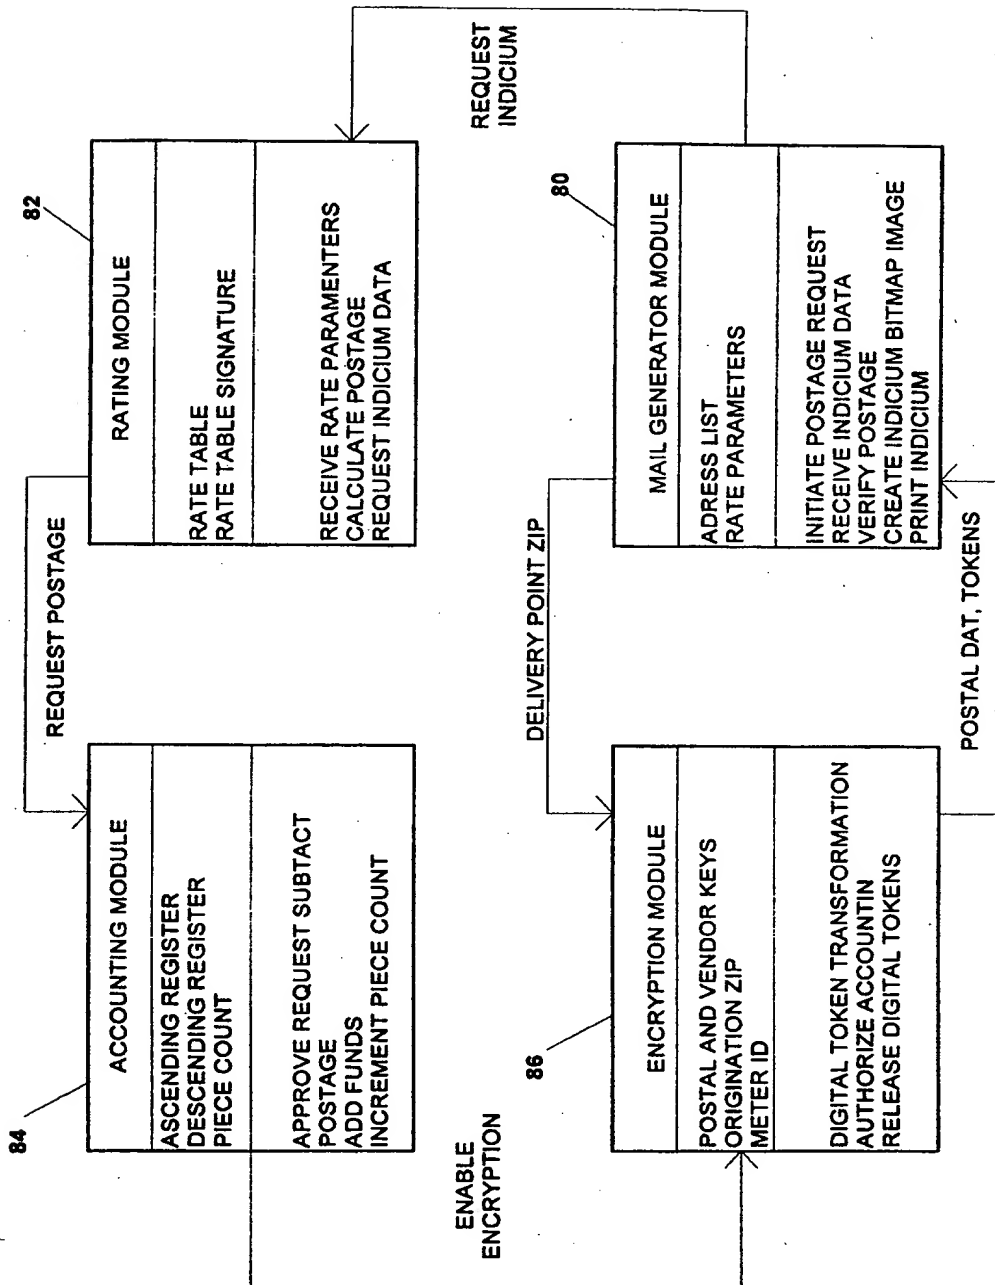 84
ACCOUNTING MODULE
ASCENDING REGISTER
DESCENDING REGISTER
PIECE COUNT
APPROVE REQUEST SUBTACT
POSTAGE
ADD FUNDS
INCREMENT PIECE COUNT
REQUEST POSTAGE
82
RATING MODULE
RATE TABLE
RATE TABLE SIGNATURE
RECEIVE RATE PARAMENTERS
CALCULATE POSTAGE
REQUEST INDICIUM DATA
ENABLE
ENCRYPTION
REQUEST
INDICIUM
86
ENCRYPTION MODULE
POSTAL AND VENDOR KEYS
ORIGINATION ZIP
METER ID
DIGITAL TOKEN TRANSFORMATION
AUTHORIZE ACCOUNTIN
RELEASE DIGITAL TOKENS
DELIVERY POINT ZIP
80
MAIL GENERATOR MODULE
ADRESS LIST
RATE PARAMETERS
INITIATE POSTAGE REQUEST
RECEIVE INDICIUM DATA
VERIFY POSTAGE
CREATE INDICIUM BITMAP IMAGE
PRINT INDICIUM
POSTAL DAT, TOKENS